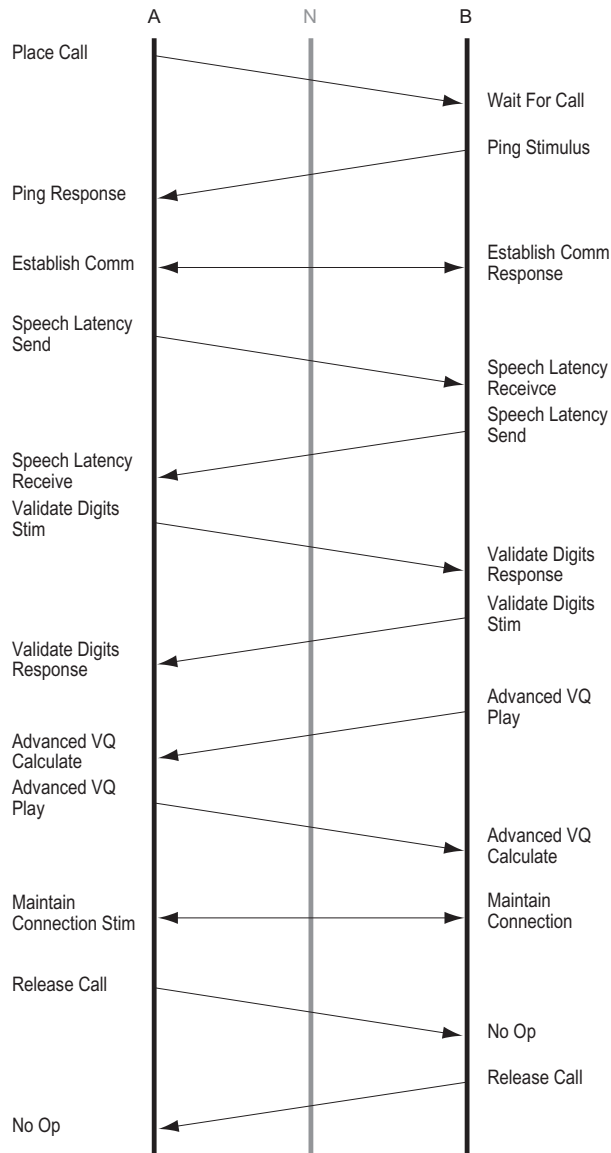 A
N
B
Place Call
Wait For Call
Ping Stimulus
Ping Response
Establish Comm
Establish Comm
Response
Speech Latency
Send
Speech Latency
Receivce
Speech Latency
Send
Speech Latency
Receive
Validate Digits
Stim
Validate Digits
Response
Validate Digits
Stim
Validate Digits
Response
Advanced VQ
Play
Advanced VQ
Calculate
Advanced VQ
Play
Advanced VQ
Calculate
Maintain
Connection Stim
Maintain
Connection
Release Call
No Op
Release Call
No Op